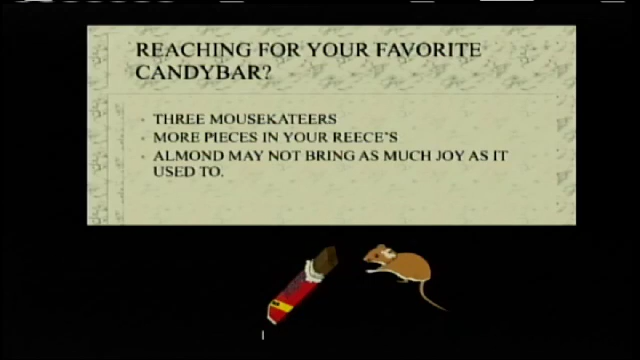 REACHING FOR YOUR FAVORITE
CANDYBAR?
THREE MOUSEKATEERS
MORE PIECES IN YOUR REECE'S
ALMOND MAY NOT BRING AS MUCH JOY AS IT
USED TO.